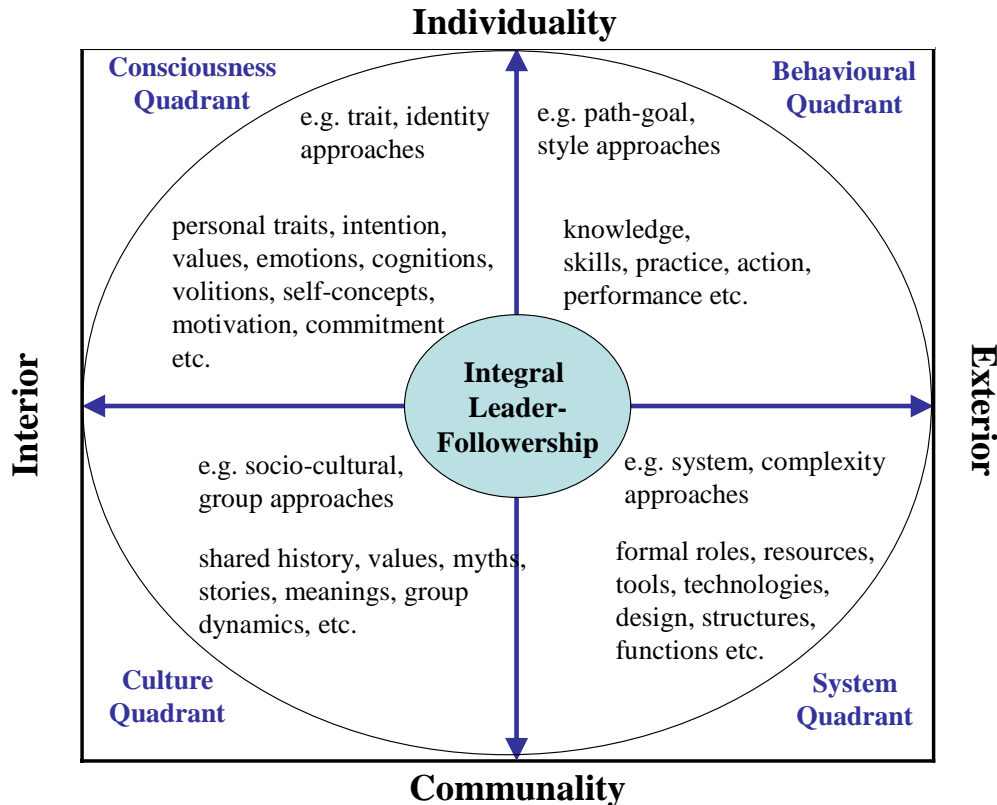 Individuality
Consciousness
Quadrant
e.g. trait, identity
approaches
personal traits, intention,
values, emotions, cognitions,
volitions, self-concepts,
motivation, commitment
etc.
Behavioural
Quadrant
e.g. path-goal,
style approaches
knowledge,
skills, practice, action,
performance etc.
Interior
Integral
Leader-
Followership
Exterior
e.g. socio-cultural,
group approaches
shared history, values, myths,
stories, meanings, group
dynamics, etc.
Culture
Quadrant
e.g. system, complexity
approaches
formal roles, resources,
tools, technologies,
design, structures,
functions etc.
System
Quadrant
Communality